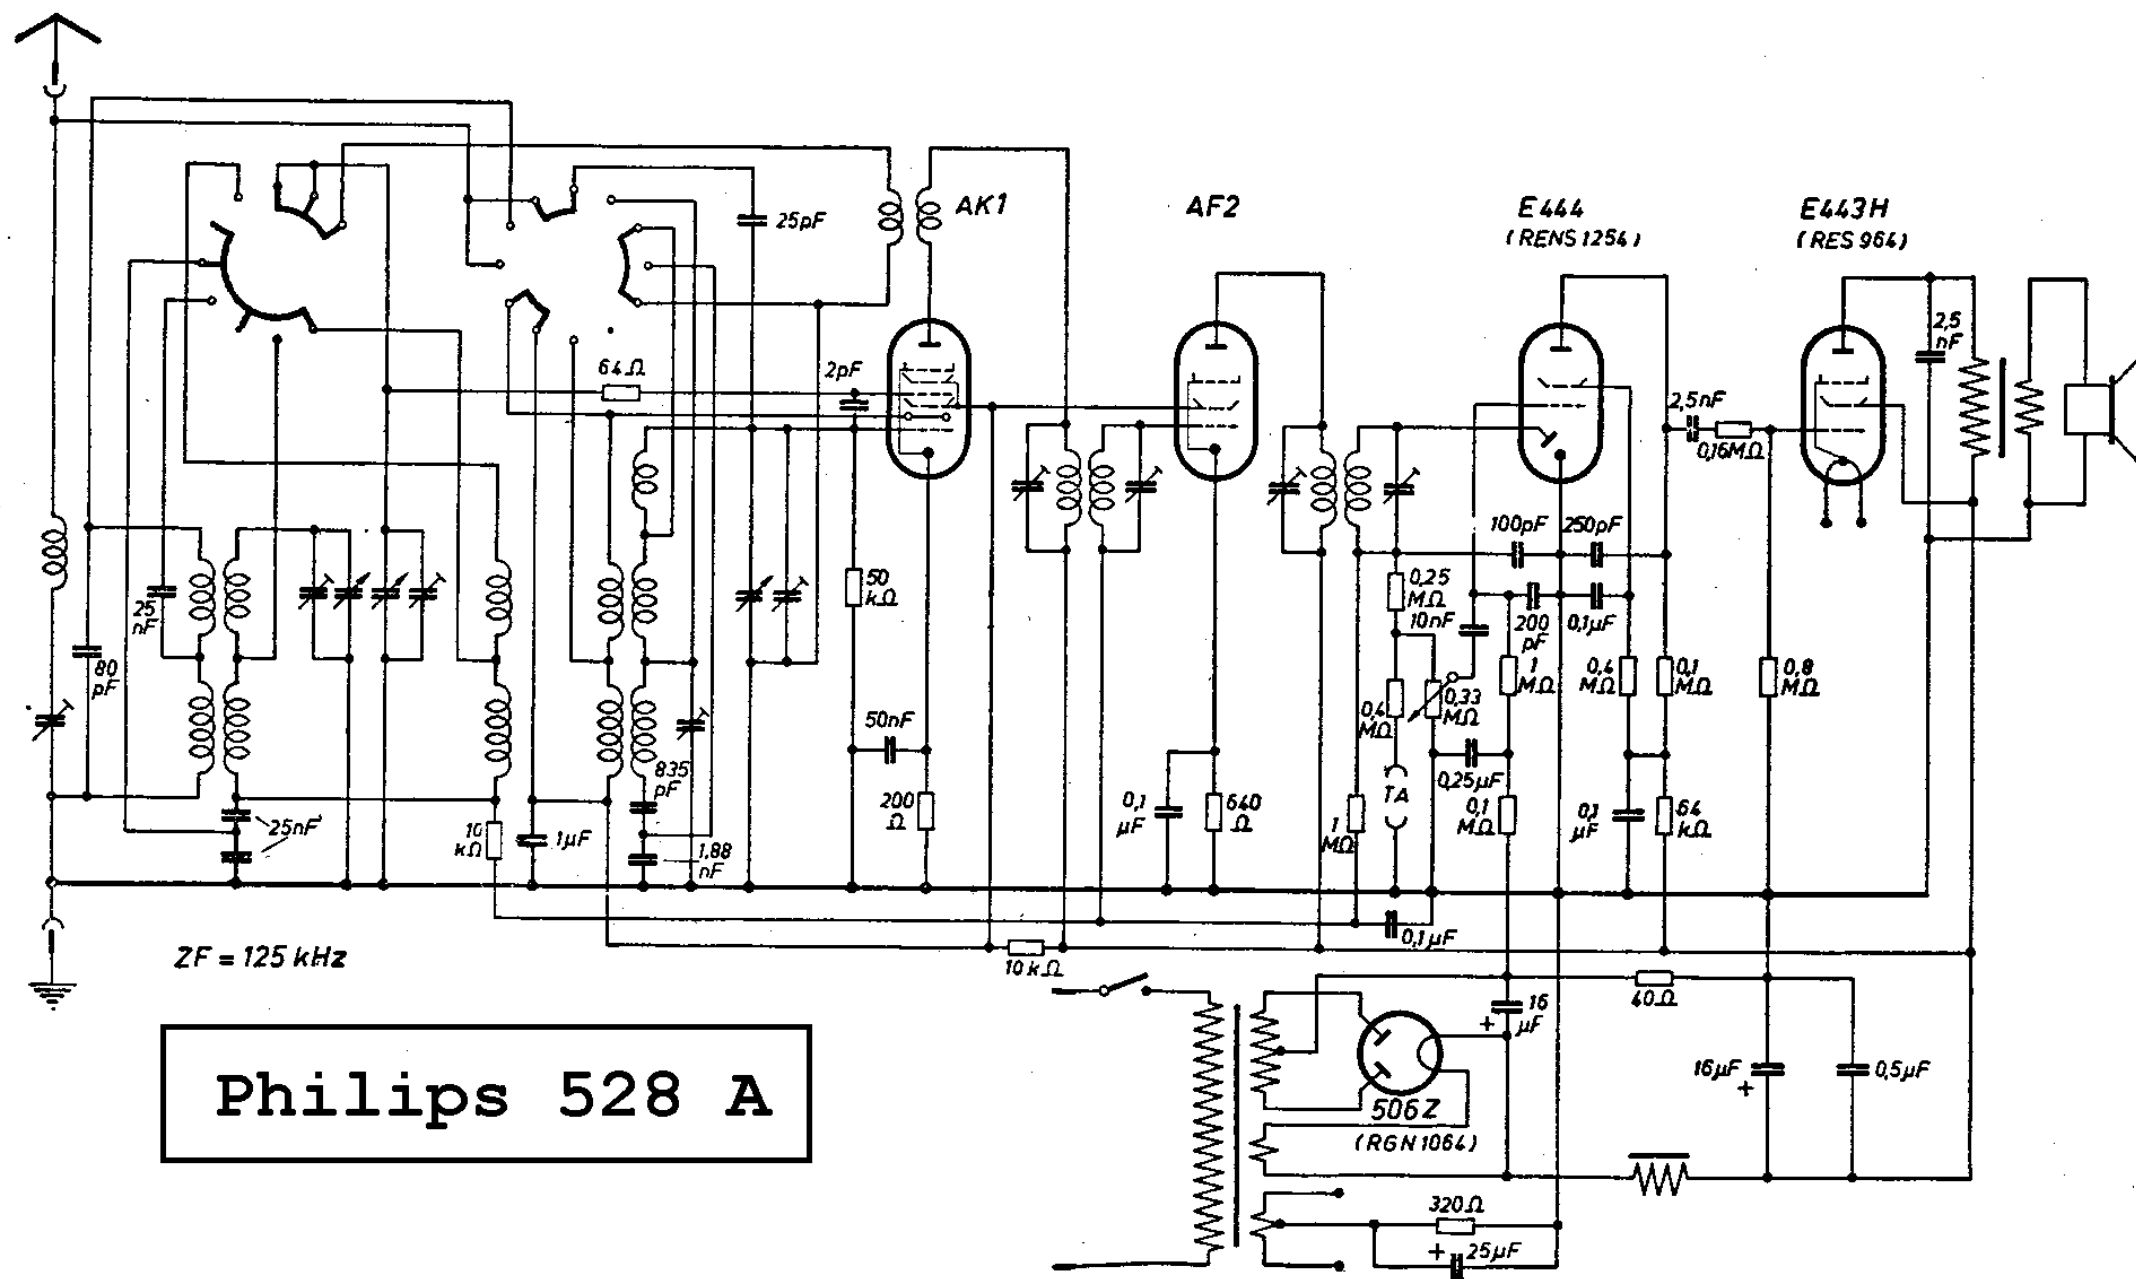 AK1
AF2
E444
(RENS 1254)
E443H
(RES 964)
25pF
2,5
nF
64Ω
2pF
2,5nF
0,16MΩ
100pF
250pF
50
kΩ
0,25
MΩ
10nF
200
pF
0,1µF
25
nF
80
pF
0,4
MΩ
0,33
MΩ
1
MΩ
0,4
MΩ
0,1
MΩ
0,8
MΩ
50nF
835
pF
0,25µF
TA
200
Ω
0,1
µF
640
Ω
1
MΩ
0,1
MΩ
0,1
µF
64
kΩ
25nF
10
kΩ
1µF
1,88
nF
0,1µF
ZF = 125 kHz
10 kΩ
40Ω
16
µF
+
Philips 528 A
506Z
(RGN1064)
16µF
+
0,5µF
320Ω
+
25µF